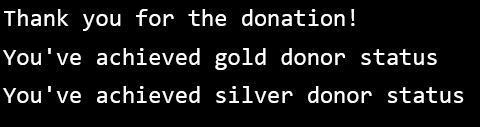 Thank you for the donation!
You've achieved gold donor status
You've achieved silver donor status